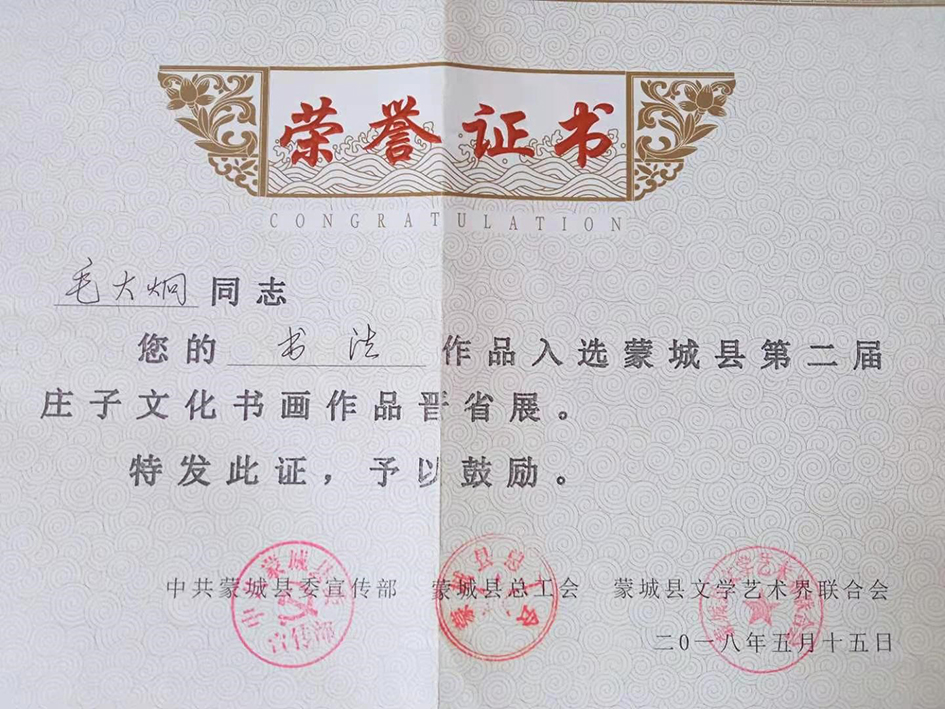 荣誉证书
CONGRATULATION
毛大炯同志
您的书法作品入选蒙城县第二届
庄子文化书画作品晋省展。
特发此证，予以鼓励。
中共蒙城县委宣传部 蒙城县总工会 蒙城县文学艺术界联合会
二0一八年五月十五日